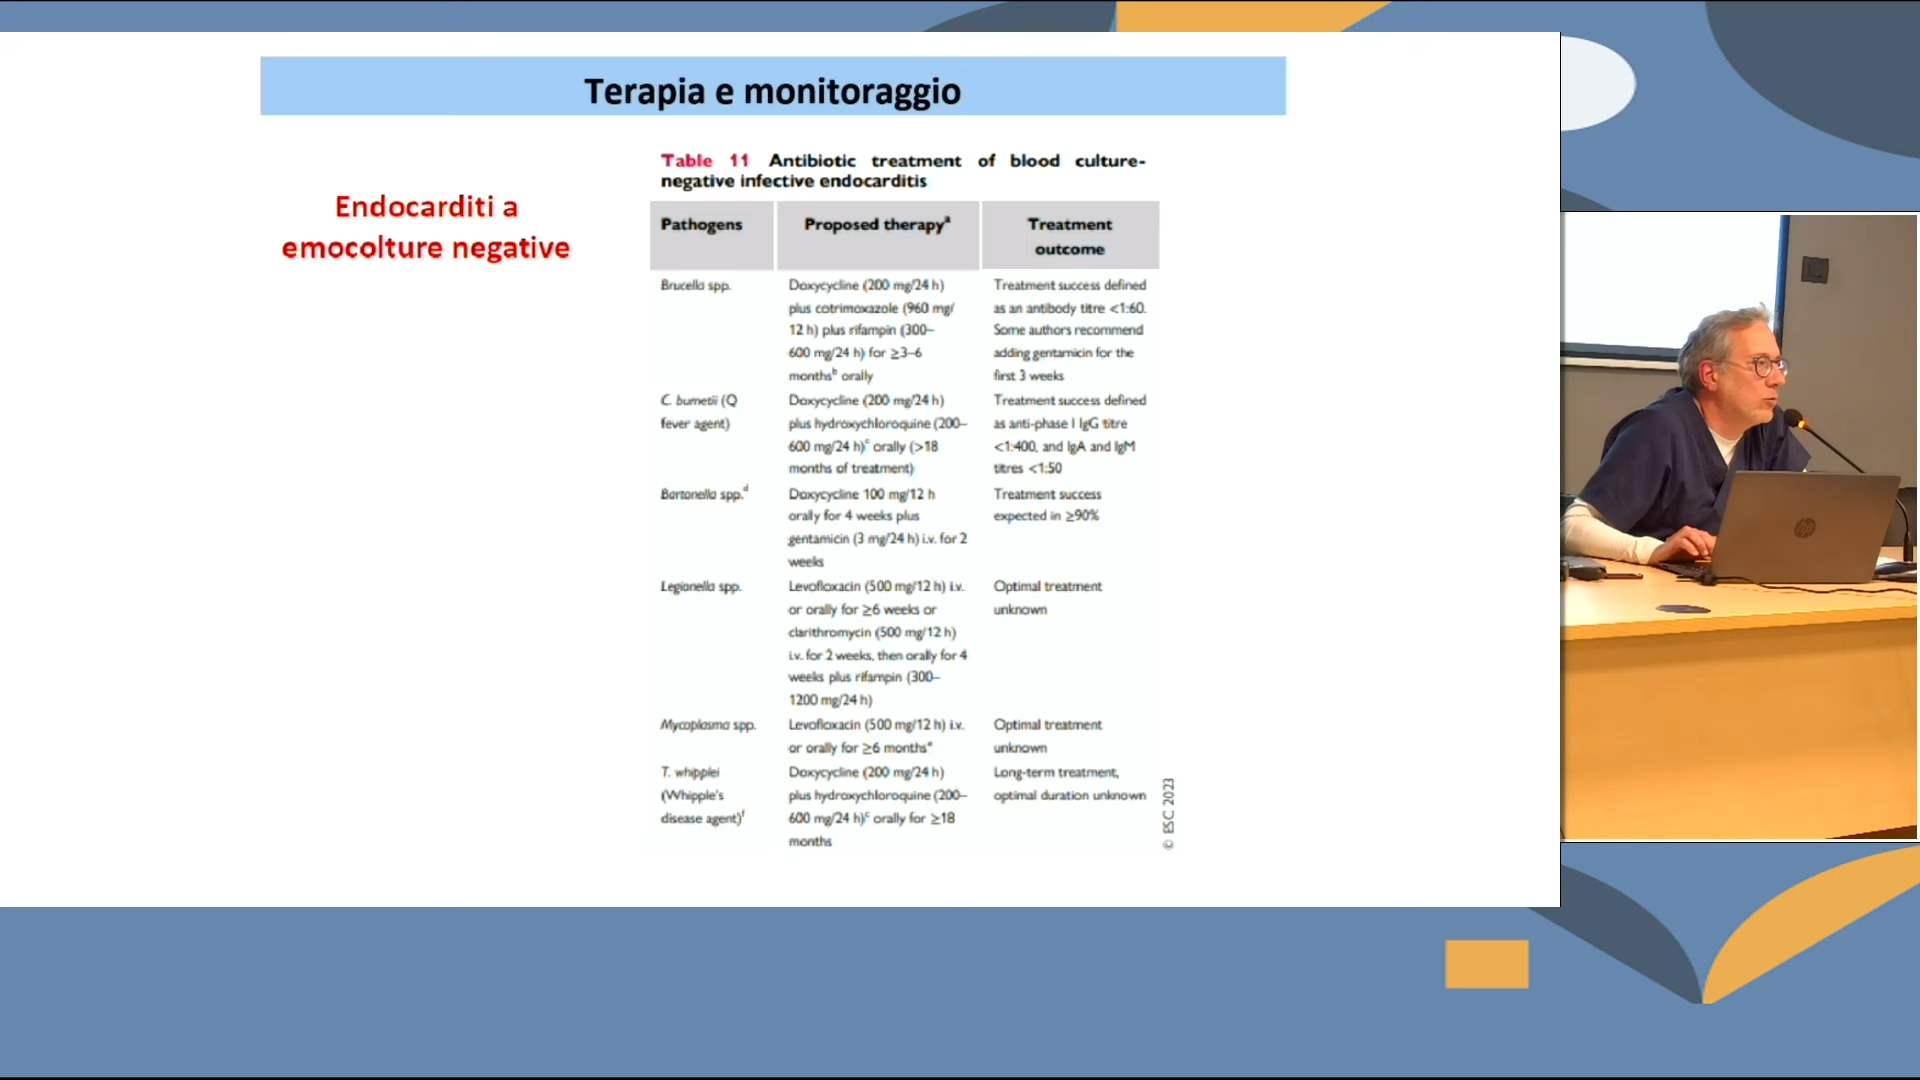 Terapia e monitoraggio
Endocarditi a
emocolture negative
Table 11 Antibiotic treatment of blood culture-
negative infective endocarditis
Pathogens
Proposed therapyᵃ
Treatment
outcome
Brucella spp.
Doxycycline (200 mg/24 h)
plus cotrimoxazole (960 mg/
12 h) plus rifampin (300–
600 mg/24 h) for ≥3–6
monthsᵇ orally
Treatment success defined
as an antibody titre <1:60.
Some authors recommend
adding gentamicin for the
first 3 weeks
C. burnetii (Q
fever agent)
Doxycycline (200 mg/24 h)
plus hydroxychloroquine (200–
600 mg/24 h)ᶜ orally (>18
months of treatment)
Treatment success defined
as anti-phase I IgG titre
<1:400, and IgA and IgM
titres <1:50
Bartonella spp.ᵈ
Doxycycline 100 mg/12 h
orally for 4 weeks plus
gentamicin (3 mg/24 h) i.v. for 2
weeks
Treatment success
expected in ≥90%
Legionella spp.
Levofloxacin (500 mg/12 h) i.v.
or orally for ≥6 weeks or
clarithromycin (500 mg/12 h)
i.v. for 2 weeks, then orally for 4
weeks plus rifampin (300–
1200 mg/24 h)
Optimal treatment
unknown
Mycoplasma spp.
Levofloxacin (500 mg/12 h) i.v.
or orally for ≥6 monthsᵉ
Optimal treatment
unknown
T. whipplei
(Whipple's
disease agent)ᶠ
Doxycycline (200 mg/24 h)
plus hydroxychloroquine (200–
600 mg/24 h)ᶜ orally for ≥18
months
Long-term treatment,
optimal duration unknown
© ESC 2023
hp